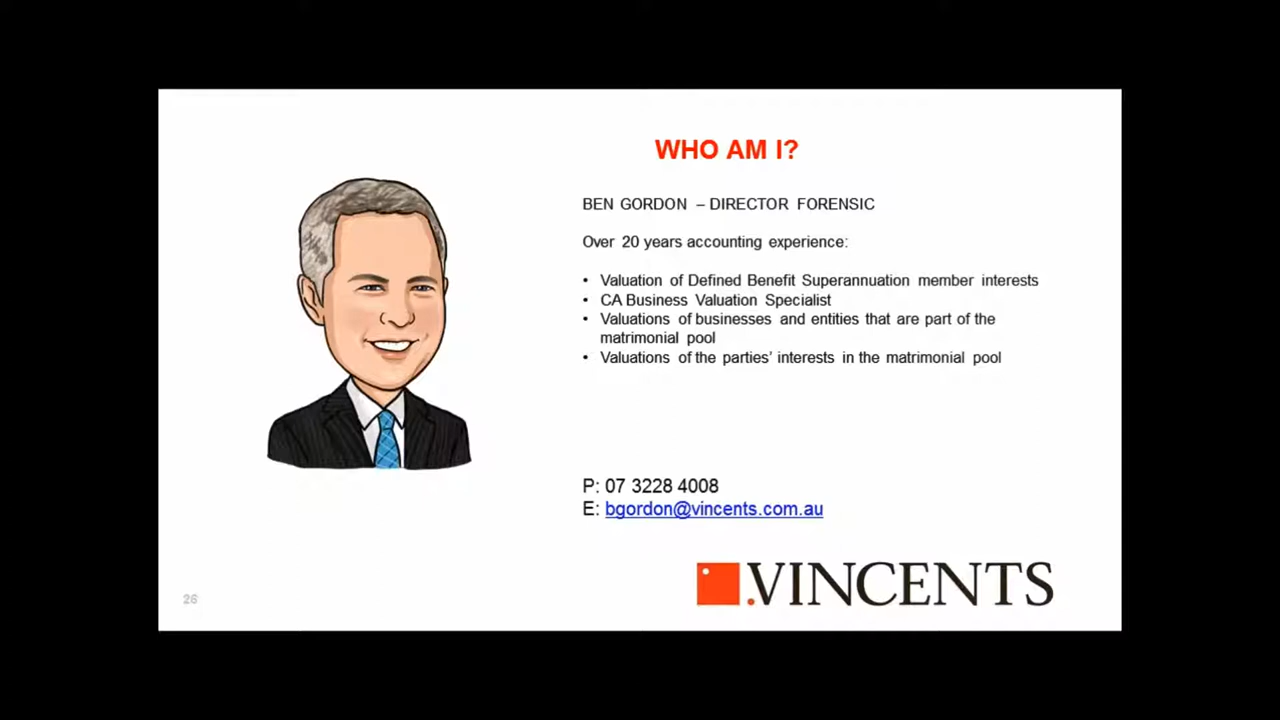 WHO AM I?
BEN GORDON – DIRECTOR FORENSIC
Over 20 years accounting experience:
• Valuation of Defined Benefit Superannuation member interests
• CA Business Valuation Specialist
• Valuations of businesses and entities that are part of the
matrimonial pool
• Valuations of the parties' interests in the matrimonial pool
P: 07 3228 4008
E: bgordon@vincents.com.au
.VINCENTS
26